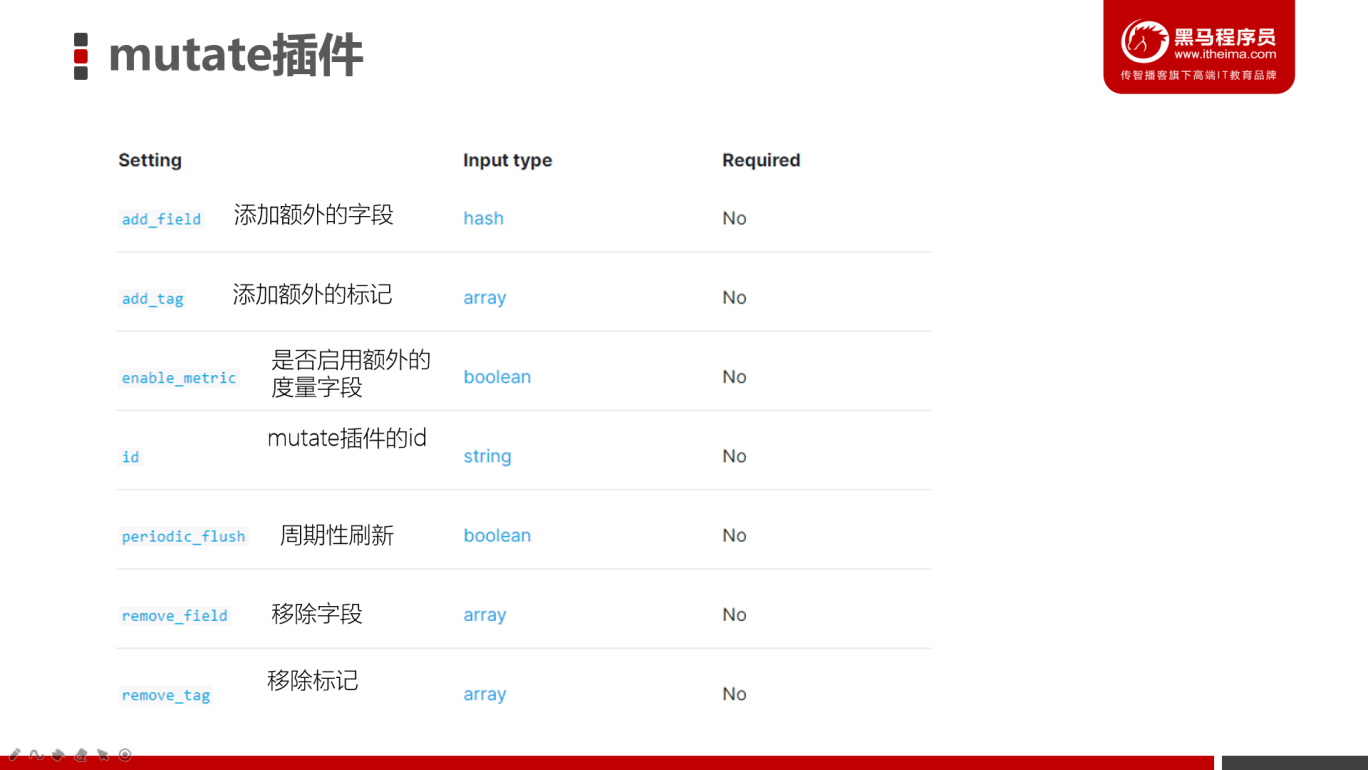 mutate插件
黑马程序员
www.itheima.com
传智播客旗下高端IT教育品牌
Setting Input type Required
add_field 添加额外的字段 hash No
add_tag 添加额外的标记 array No
是否启用额外的
enable_metric 度量字段 boolean No
mutate插件的id
id string No
periodic_flush 周期性刷新 boolean No
remove_field 移除字段 array No
移除标记
remove_tag array No